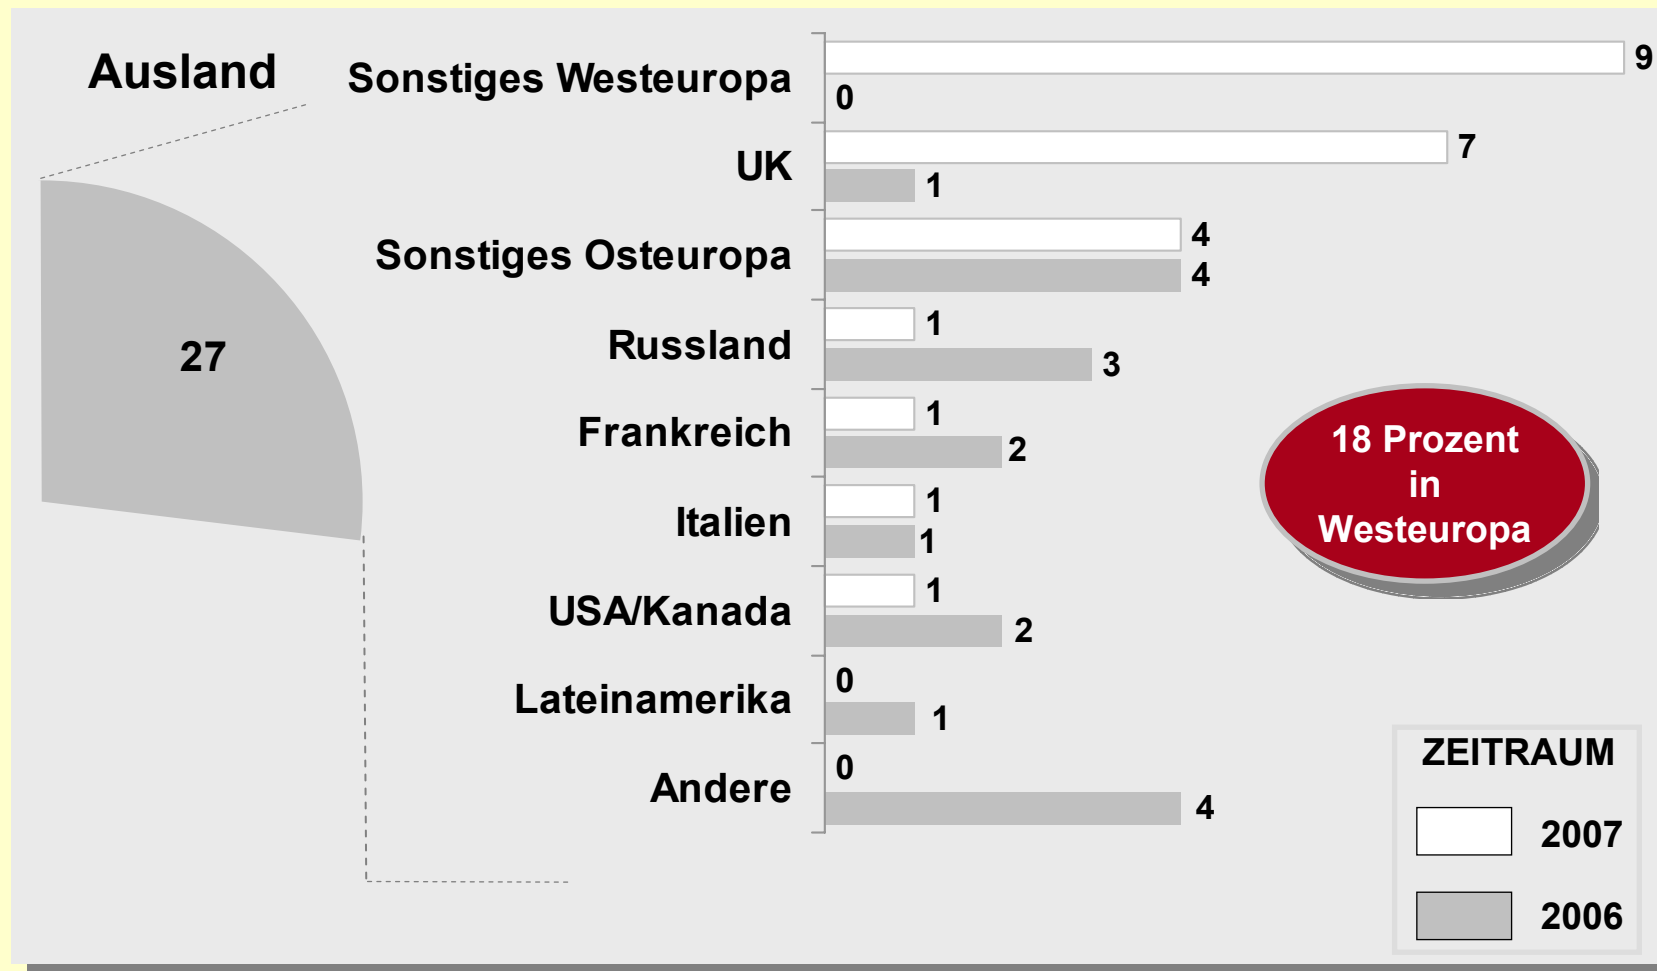 Ausland
27
Sonstiges Westeuropa
9
0
UK
7
1
Sonstiges Osteuropa
4
4
Russland
1
3
Frankreich
1
2
Italien
1
1
USA/Kanada
1
2
Lateinamerika
0
1
Andere
0
4
18 Prozent
in
Westeuropa
ZEITRAUM
2007
2006